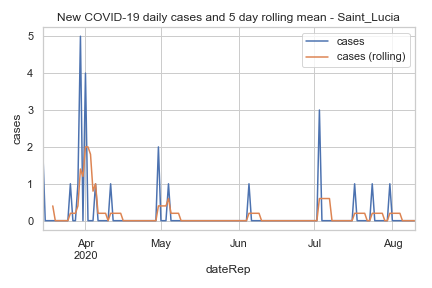 New COVID-19 daily cases and 5 day rolling mean - Saint_Lucia
cases
cases (rolling)
5
4
3
2
1
0
cases
Apr
2020
May
Jun
Jul
Aug
dateRep